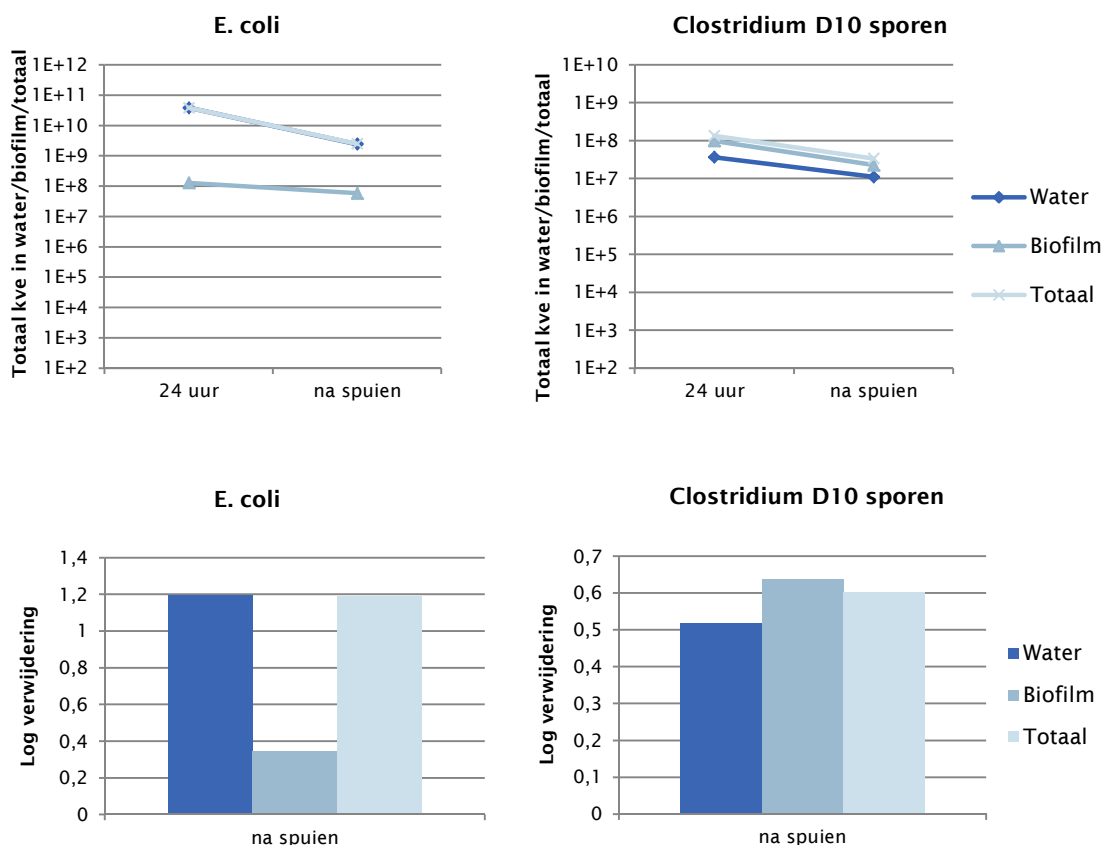 E. coli
Totaal kve in water/biofilm/totaal
1E+12
1E+11
1E+10
1E+9
1E+8
1E+7
1E+6
1E+5
1E+4
1E+3
1E+2
24 uur
na spuien
Clostridium D10 sporen
Totaal kve in water/biofilm/totaal
1E+10
1E+9
1E+8
1E+7
1E+6
1E+5
1E+4
1E+3
1E+2
24 uur
na spuien
Water
Biofilm
Totaal
E. coli
Log verwijdering
1,4
1,2
1
0,8
0,6
0,4
0,2
0
na spuien
Clostridium D10 sporen
Log verwijdering
0,7
0,6
0,5
0,4
0,3
0,2
0,1
0
na spuien
Water
Biofilm
Totaal